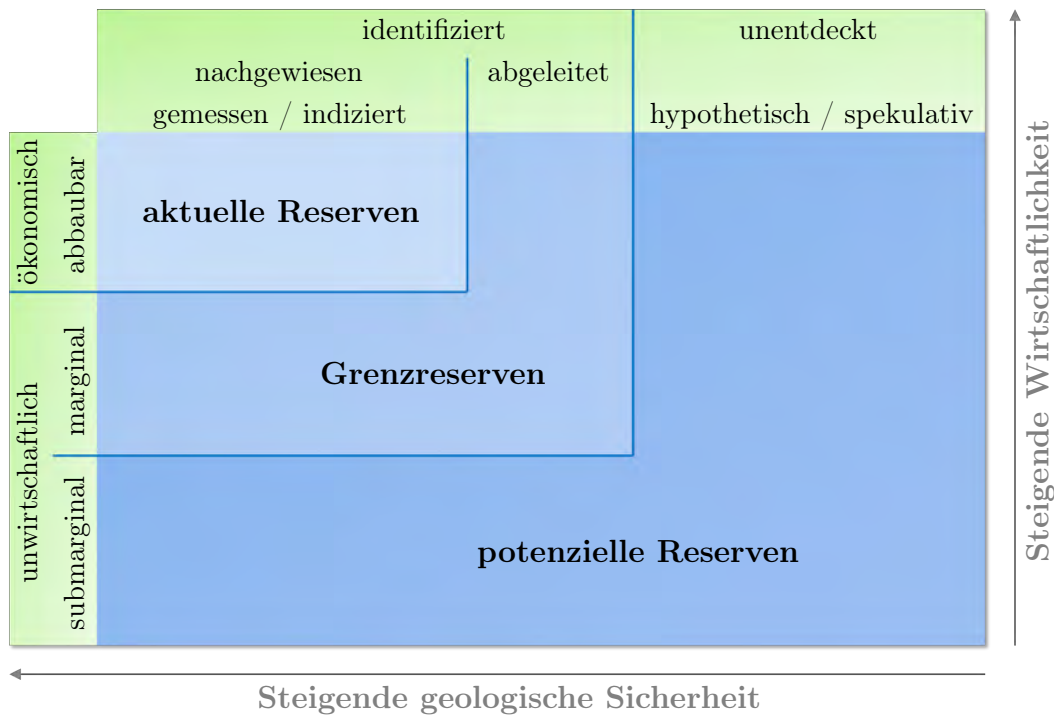 identifiziert
unentdeckt
nachgewiesen
abgeleitet
gemessen / indiziert
hypothetisch / spekulativ
ökonomisch
abbaubar
aktuelle Reserven
unwirtschaftlich
marginal
Grenzreserven
submarginal
potenzielle Reserven
Steigende Wirtschaftlichkeit
Steigende geologische Sicherheit